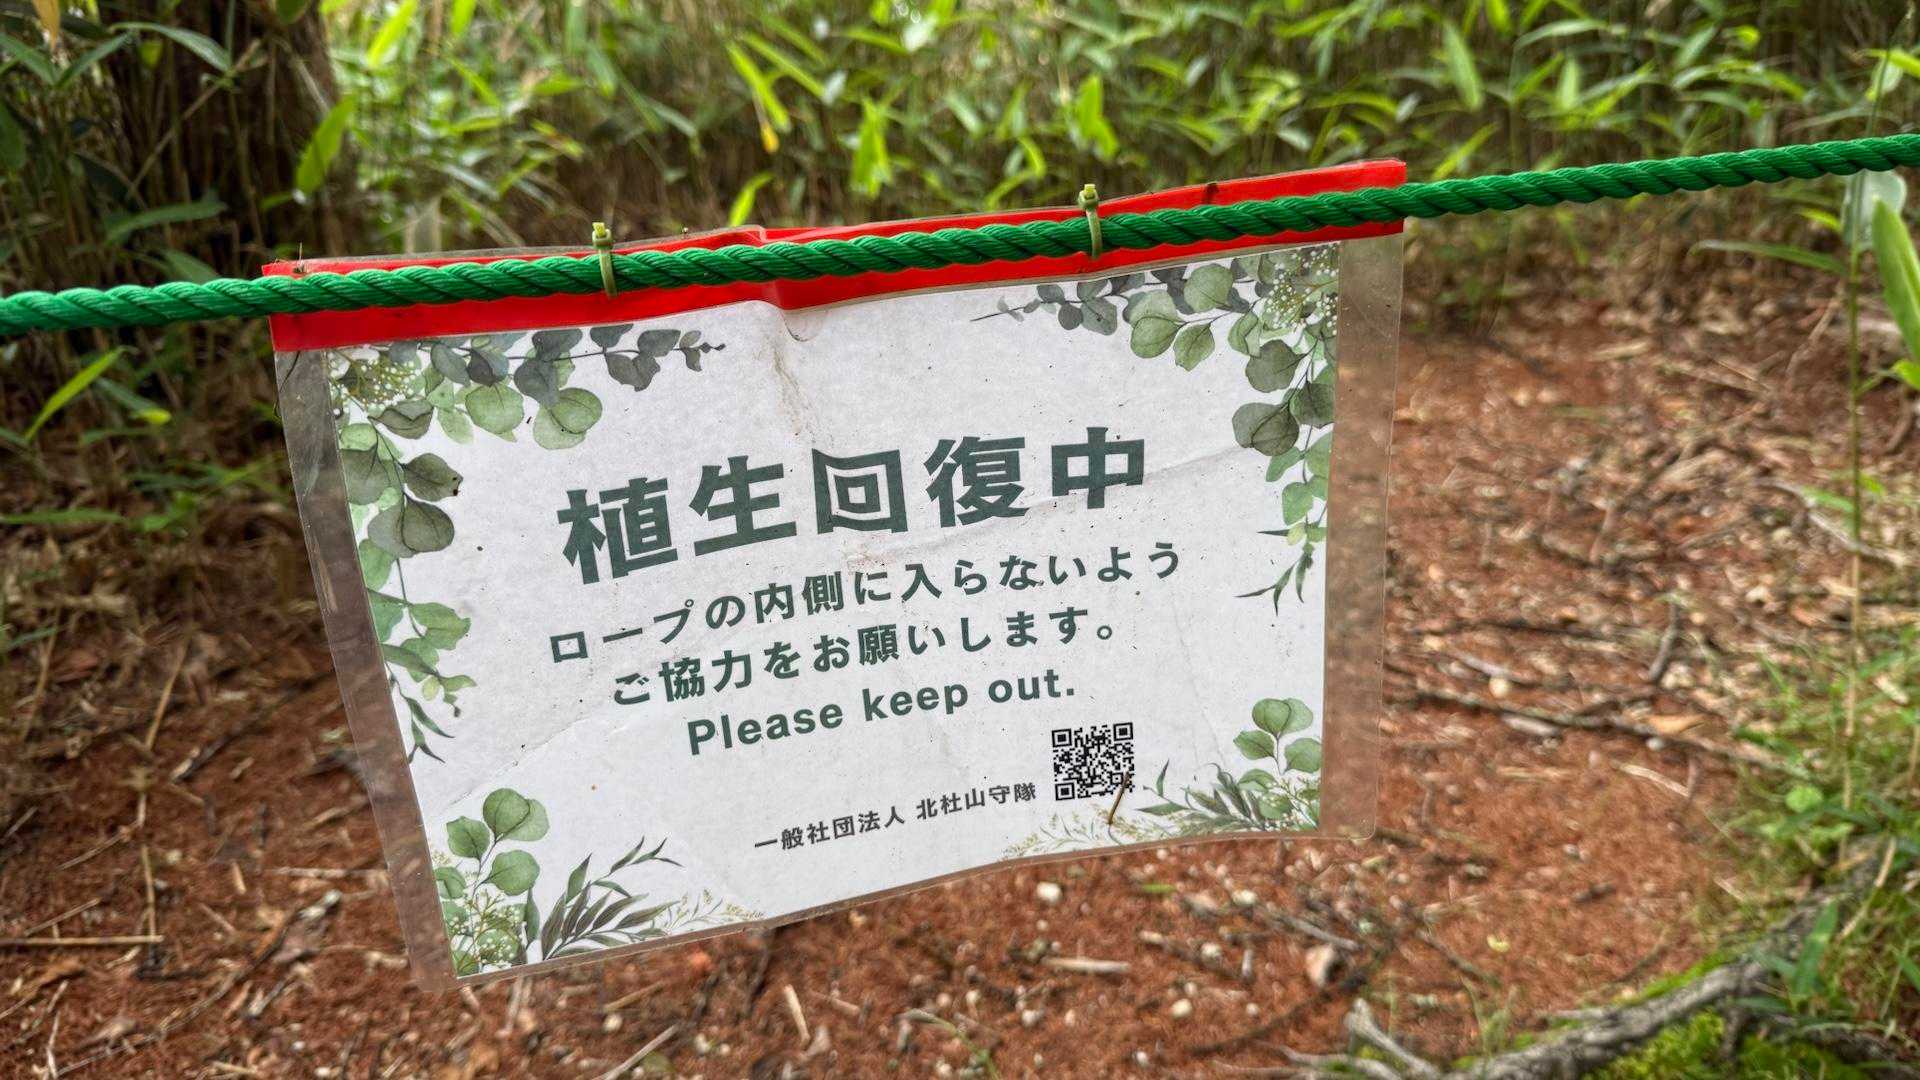 植生回復中
ロープの内側に入らないよう
ご協力をお願いします。
Please keep out.
一般社団法人 北杜山守隊